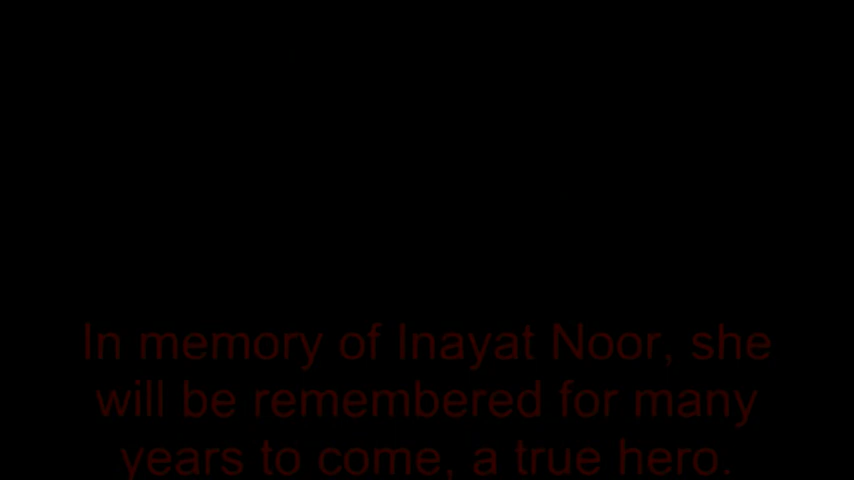 In memory of Inayat Noor, she
will be remembered for many
years to come, a true hero.